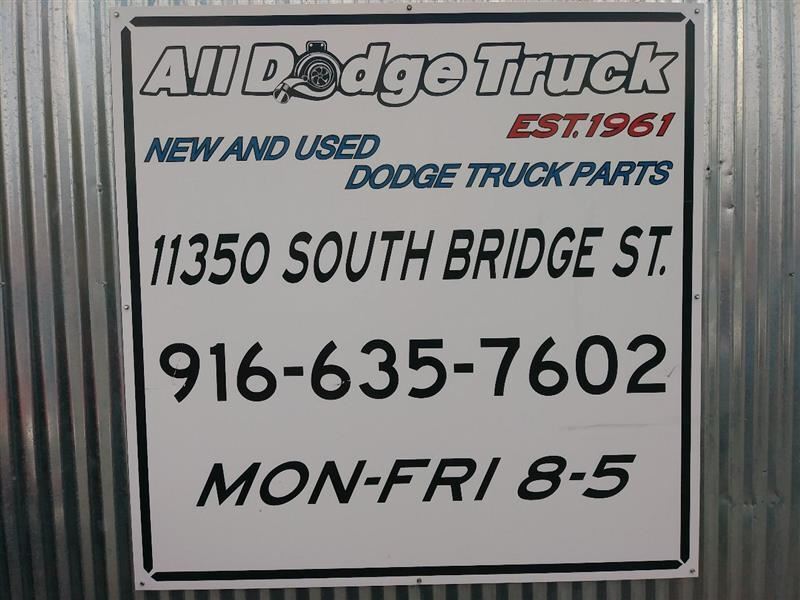 All Dodge Truck
EST.1961
NEW AND USED
DODGE TRUCK PARTS
11350 SOUTH BRIDGE ST.
916-635-7602
MON-FRI 8-5